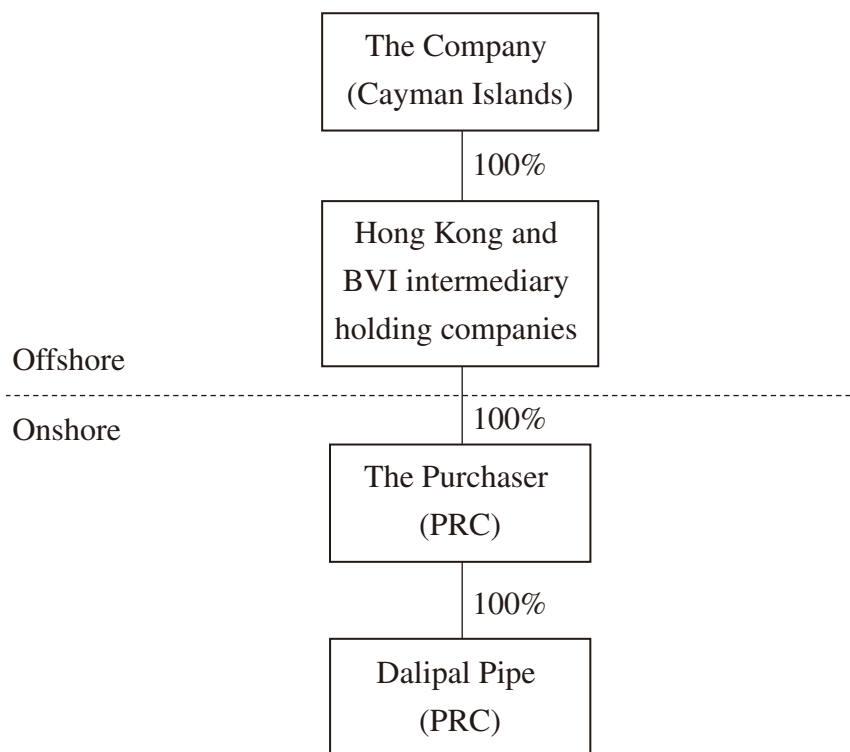 The Company
(Cayman Islands)
100%
Hong Kong and
BVI intermediary
holding companies
Offshore
Onshore
100%
The Purchaser
(PRC)
100%
Dalipal Pipe
(PRC)